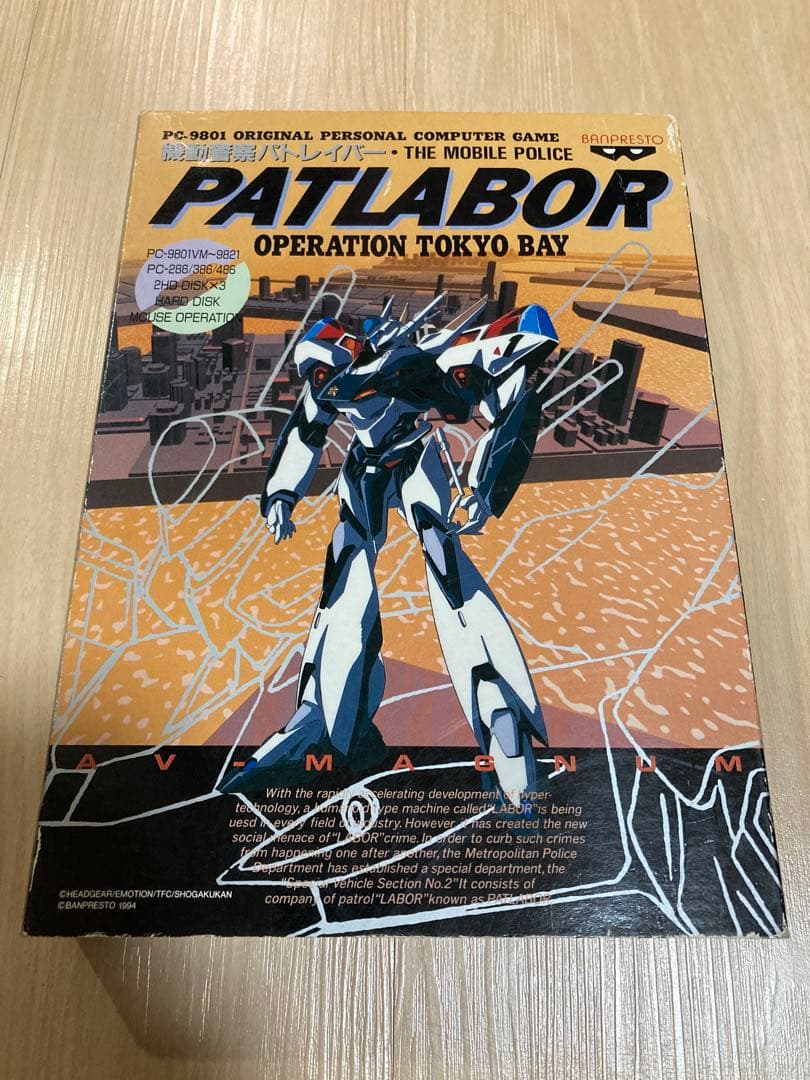 PC-9801 ORIGINAL PERSONAL COMPUTER GAME
BANPRESTO
機動警察パトレイバー・THE MOBILE POLICE
PATLABOR
OPERATION TOKYO BAY
PC-9801VM~9821
PC-286/386/486
2HD DISK×3
HARD DISK
MOUSE OPERATION
AV-MAGNUM
With the rapidly accelerating development of hyper-
technology, a humanoid type machine called "LABOR" is being
uesd in every field of industry. However, it has created the new
social menace of "LABOR" crime. In order to curb such crimes
from happening one after another, the Metropolitan Police
Department has established a special department, the
"Special Vehicle Section No.2" It consists of
company of patrol "LABOR" known as PATLABOR
©HEADGEAR/EMOTION/TFC/SHOGAKUKAN
©BANPRESTO 1994